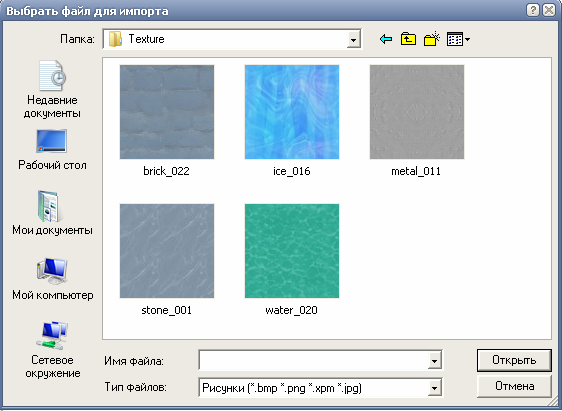 Выбрать файл для импорта
Папка: Texture
Недавние
документы
Рабочий стол
Мои документы
Мой компьютер
Сетевое
окружение
brick_022
ice_016
metal_011
stone_001
water_020
Имя файла:
Открыть
Тип файлов: Рисунки (*.bmp *.png *.xpm *.jpg)
Отмена